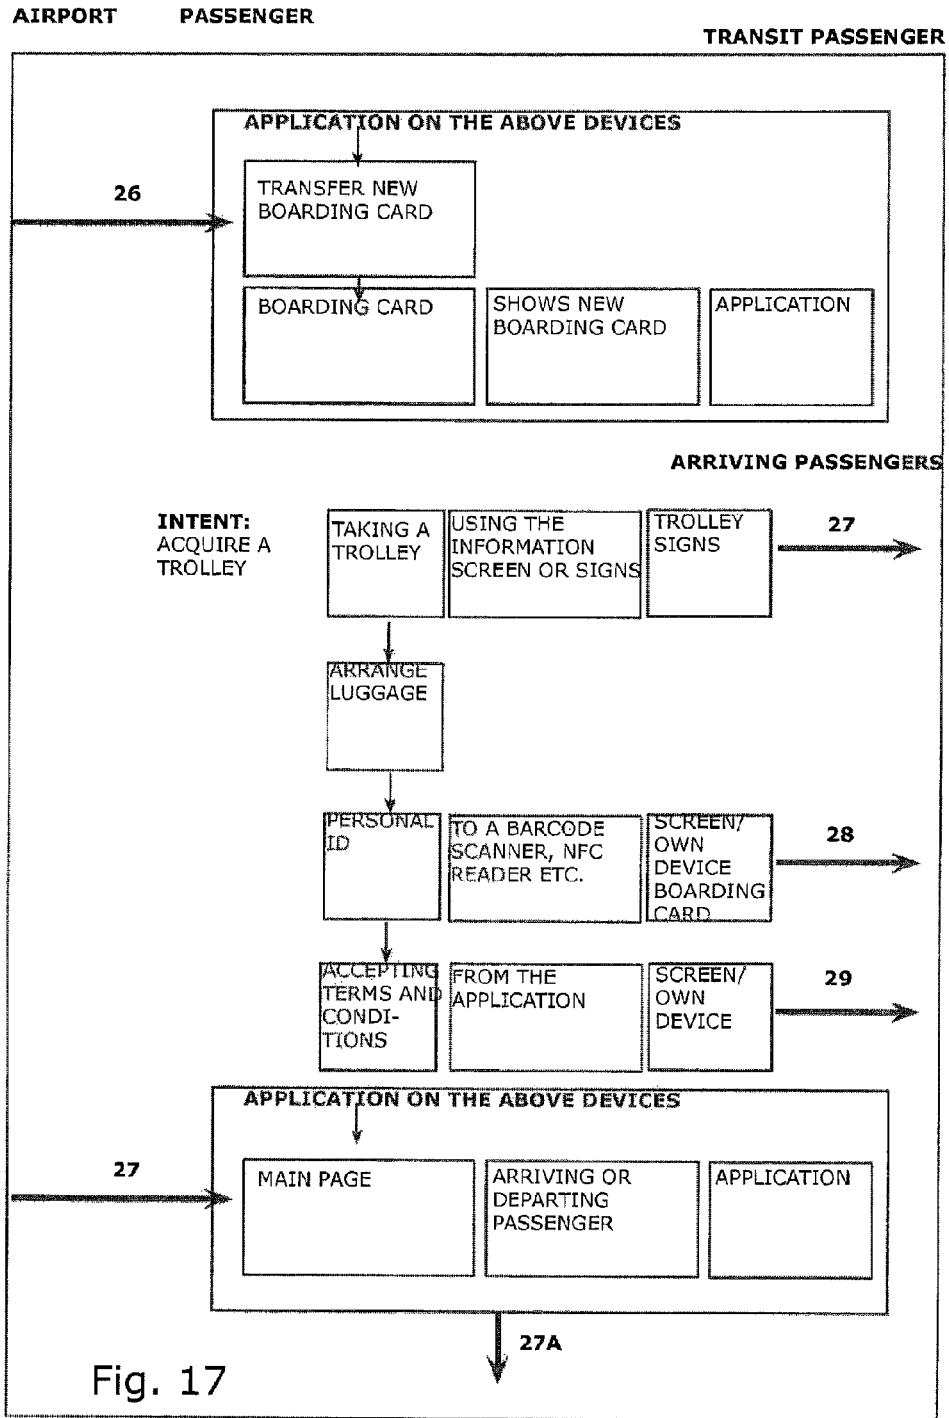 AIRPORT PASSENGER
TRANSIT PASSENGER
APPLICATION ON THE ABOVE DEVICES
26
TRANSFER NEW
BOARDING CARD
BOARDING CARD
SHOWS NEW
BOARDING CARD
APPLICATION
ARRIVING PASSENGERS
INTENT:
ACQUIRE A
TROLLEY
TAKING A
TROLLEY
USING THE
INFORMATION
SCREEN OR SIGNS
TROLLEY
SIGNS
27
ARRANGE
LUGGAGE
PERSONAL
ID
TO A BARCODE
SCANNER, NFC
READER ETC.
SCREEN/
OWN
DEVICE
BOARDING
CARD
28
ACCEPTING
TERMS AND
CONDI-
TIONS
FROM THE
APPLICATION
SCREEN/
OWN
DEVICE
29
APPLICATION ON THE ABOVE DEVICES
27
MAIN PAGE
ARRIVING OR
DEPARTING
PASSENGER
APPLICATION
27A
Fig. 17